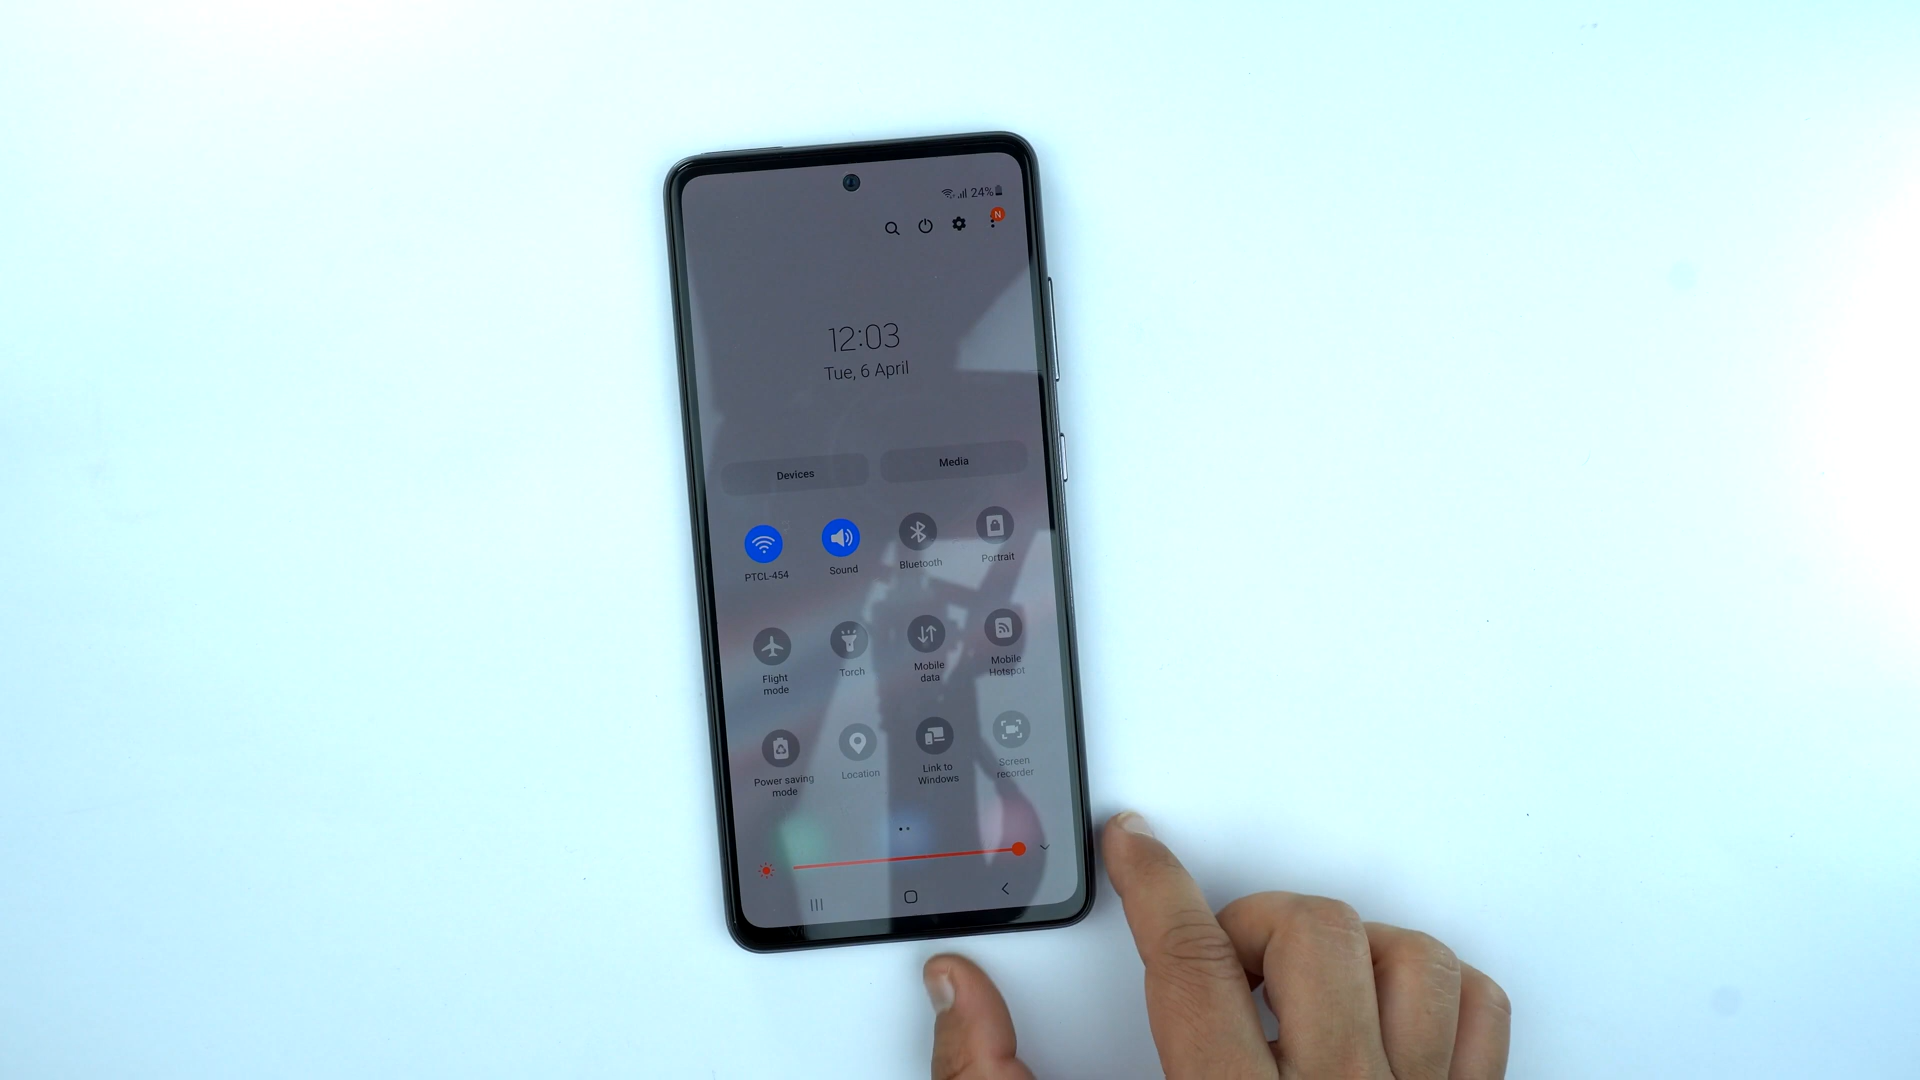 24%
N
12:03
Tue, 6 April
Devices
Media
PTCL-454
Sound
Bluetooth
Portrait
Flight
mode
Torch
Mobile
data
Mobile
Hotspot
Power saving
mode
Location
Link to
Windows
Screen
recorder